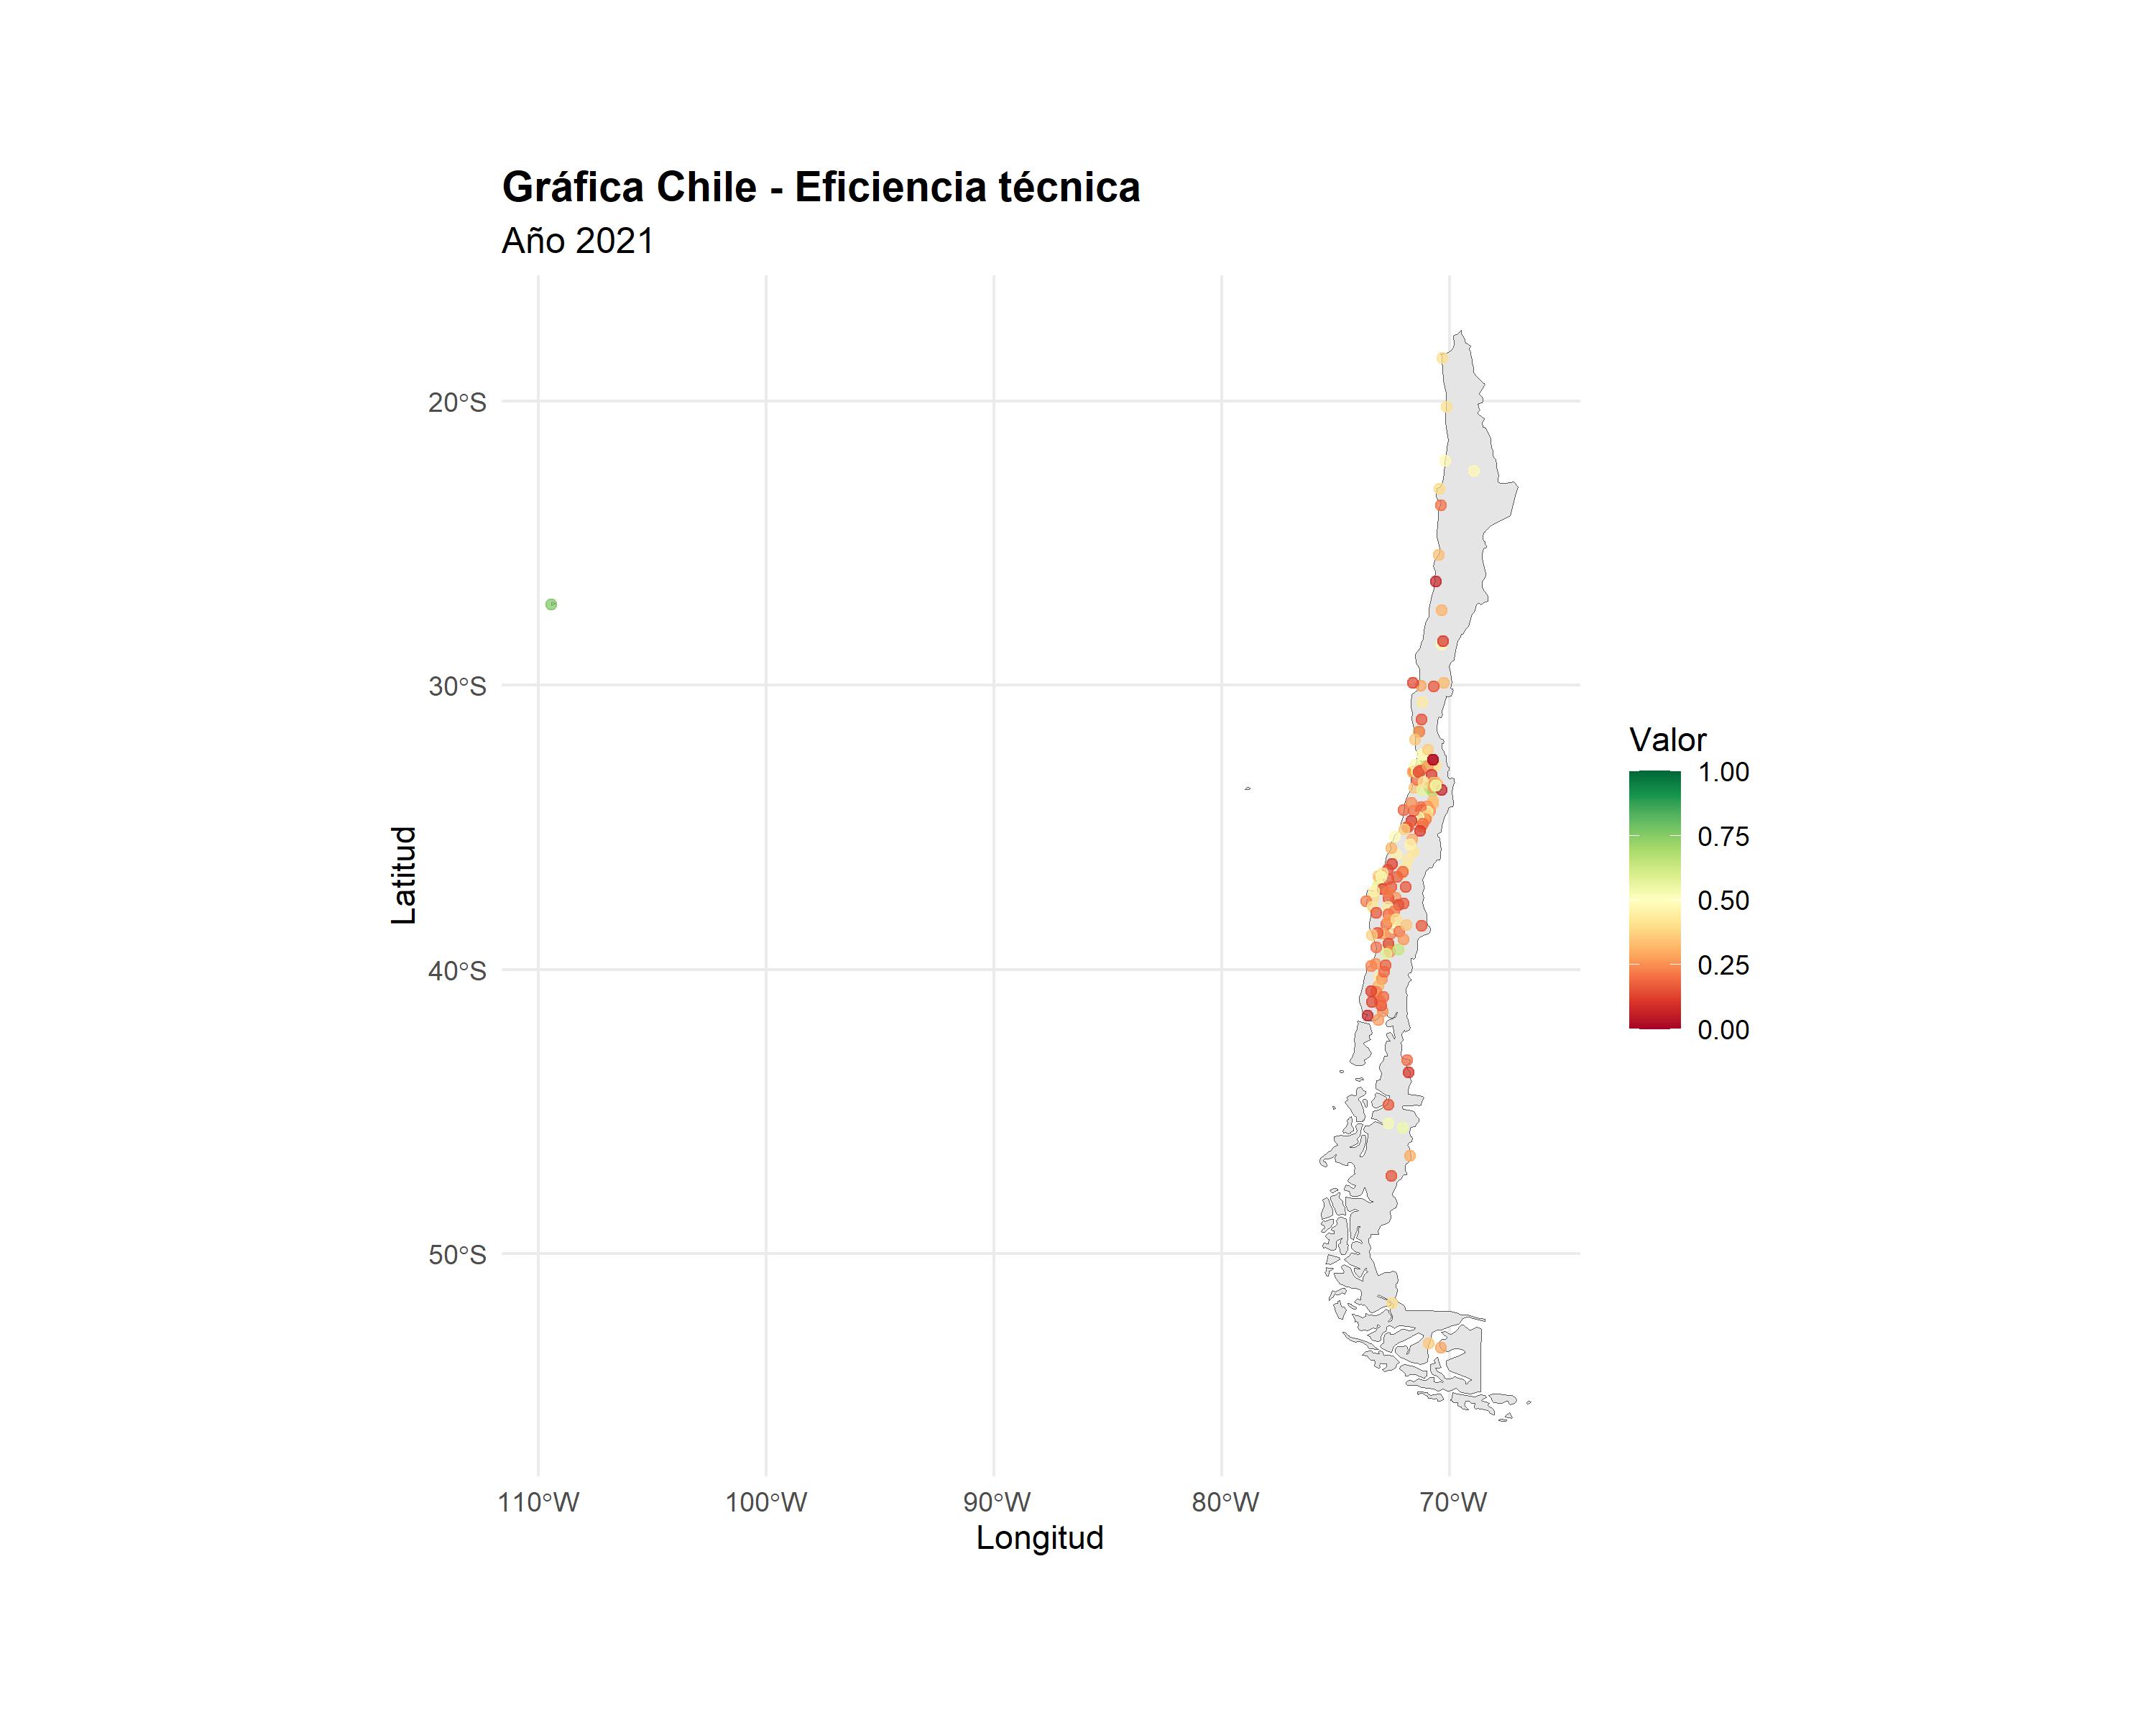 Gráfica Chile - Eficiencia técnica
Año 2021
20°S
30°S
40°S
50°S
Latitud
110°W
100°W
90°W
80°W
70°W
Longitud
Valor
1.00
0.75
0.50
0.25
0.00